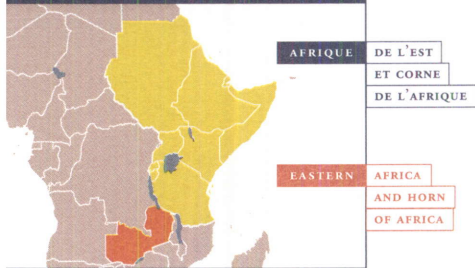 AFRIQUE DE L'EST
ET CORNE
DE L'AFRIQUE
EASTERN AFRICA
AND HORN
OF AFRICA